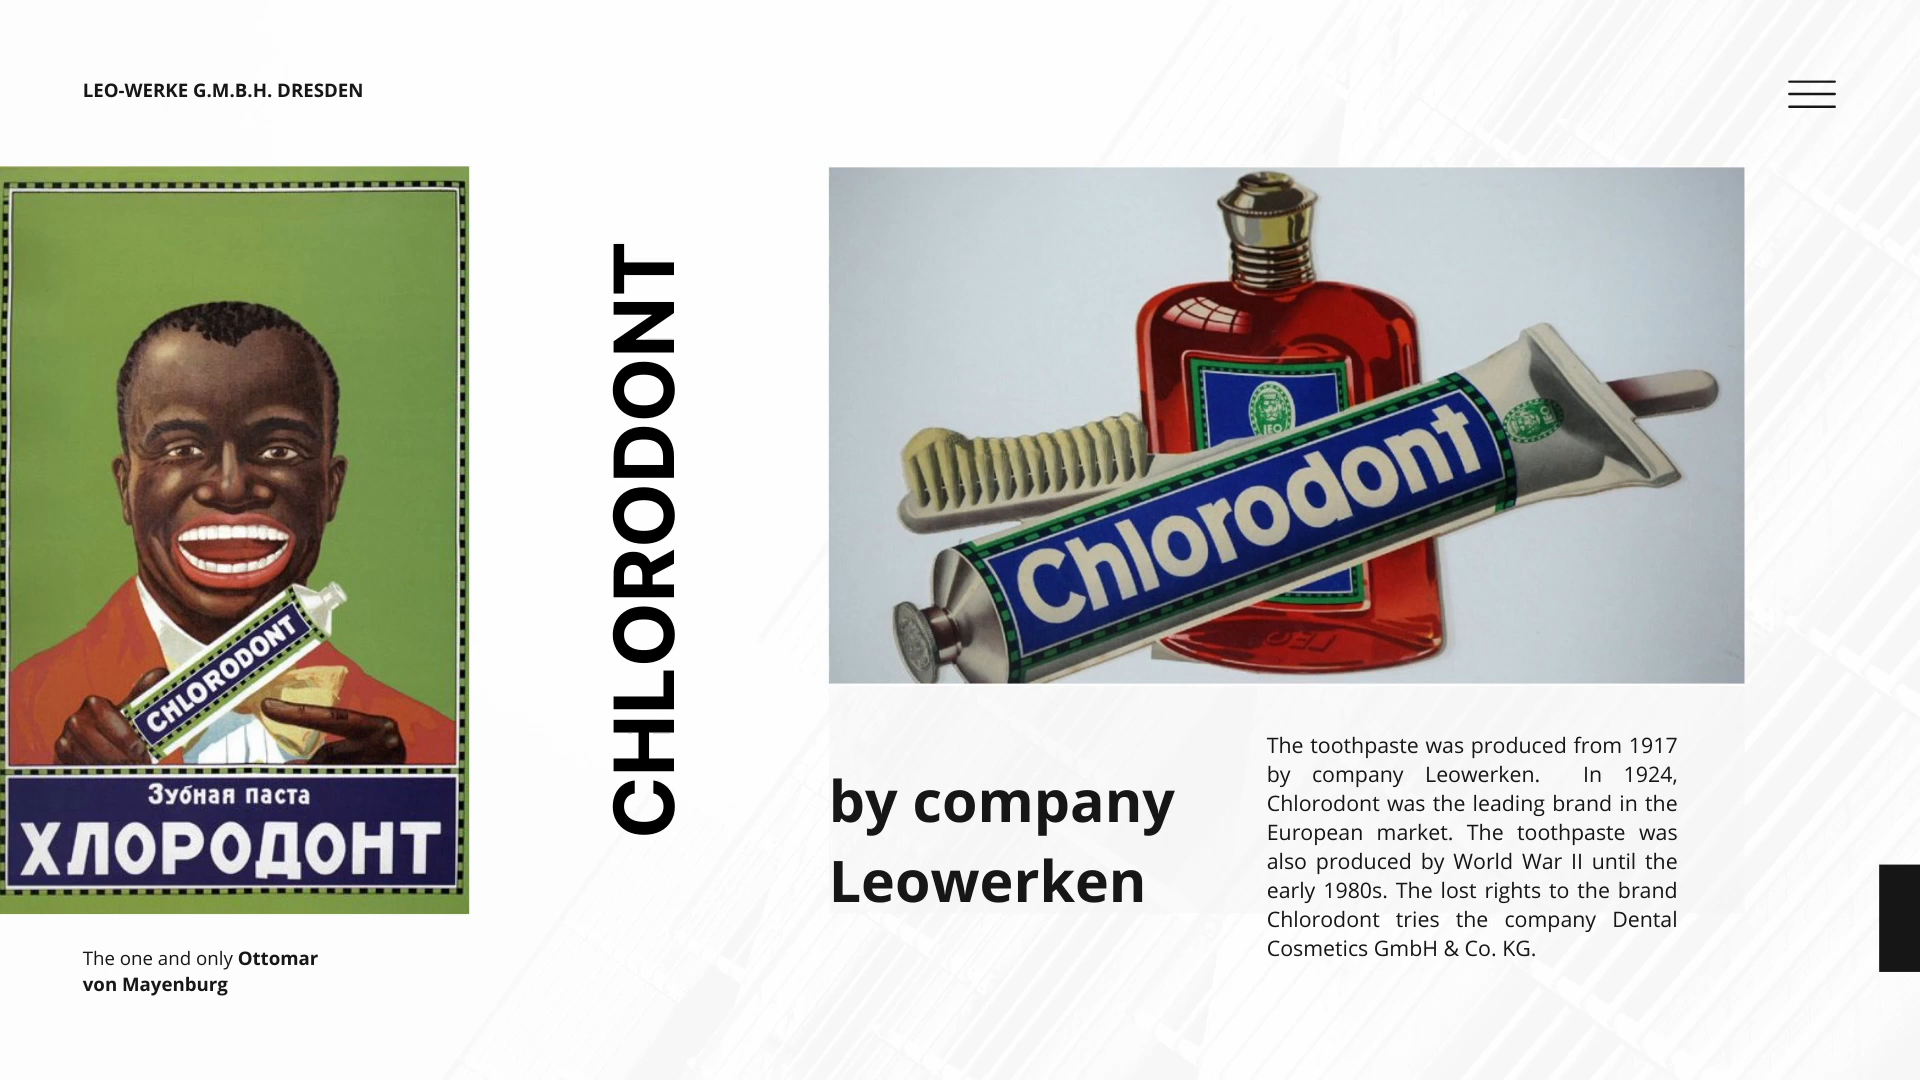 LEO-WERKE G.M.B.H. DRESDEN
CHLORODONT
Зубная паста
ХЛОРОДОНТ
The one and only Ottomar
von Mayenburg
CHLORODONT
LEO
LEO
Chlorodont
LEO
by company
Leowerken
The toothpaste was produced from 1917
by company Leowerken. In 1924,
Chlorodont was the leading brand in the
European market. The toothpaste was
also produced by World War II until the
early 1980s. The lost rights to the brand
Chlorodont tries the company Dental
Cosmetics GmbH & Co. KG.